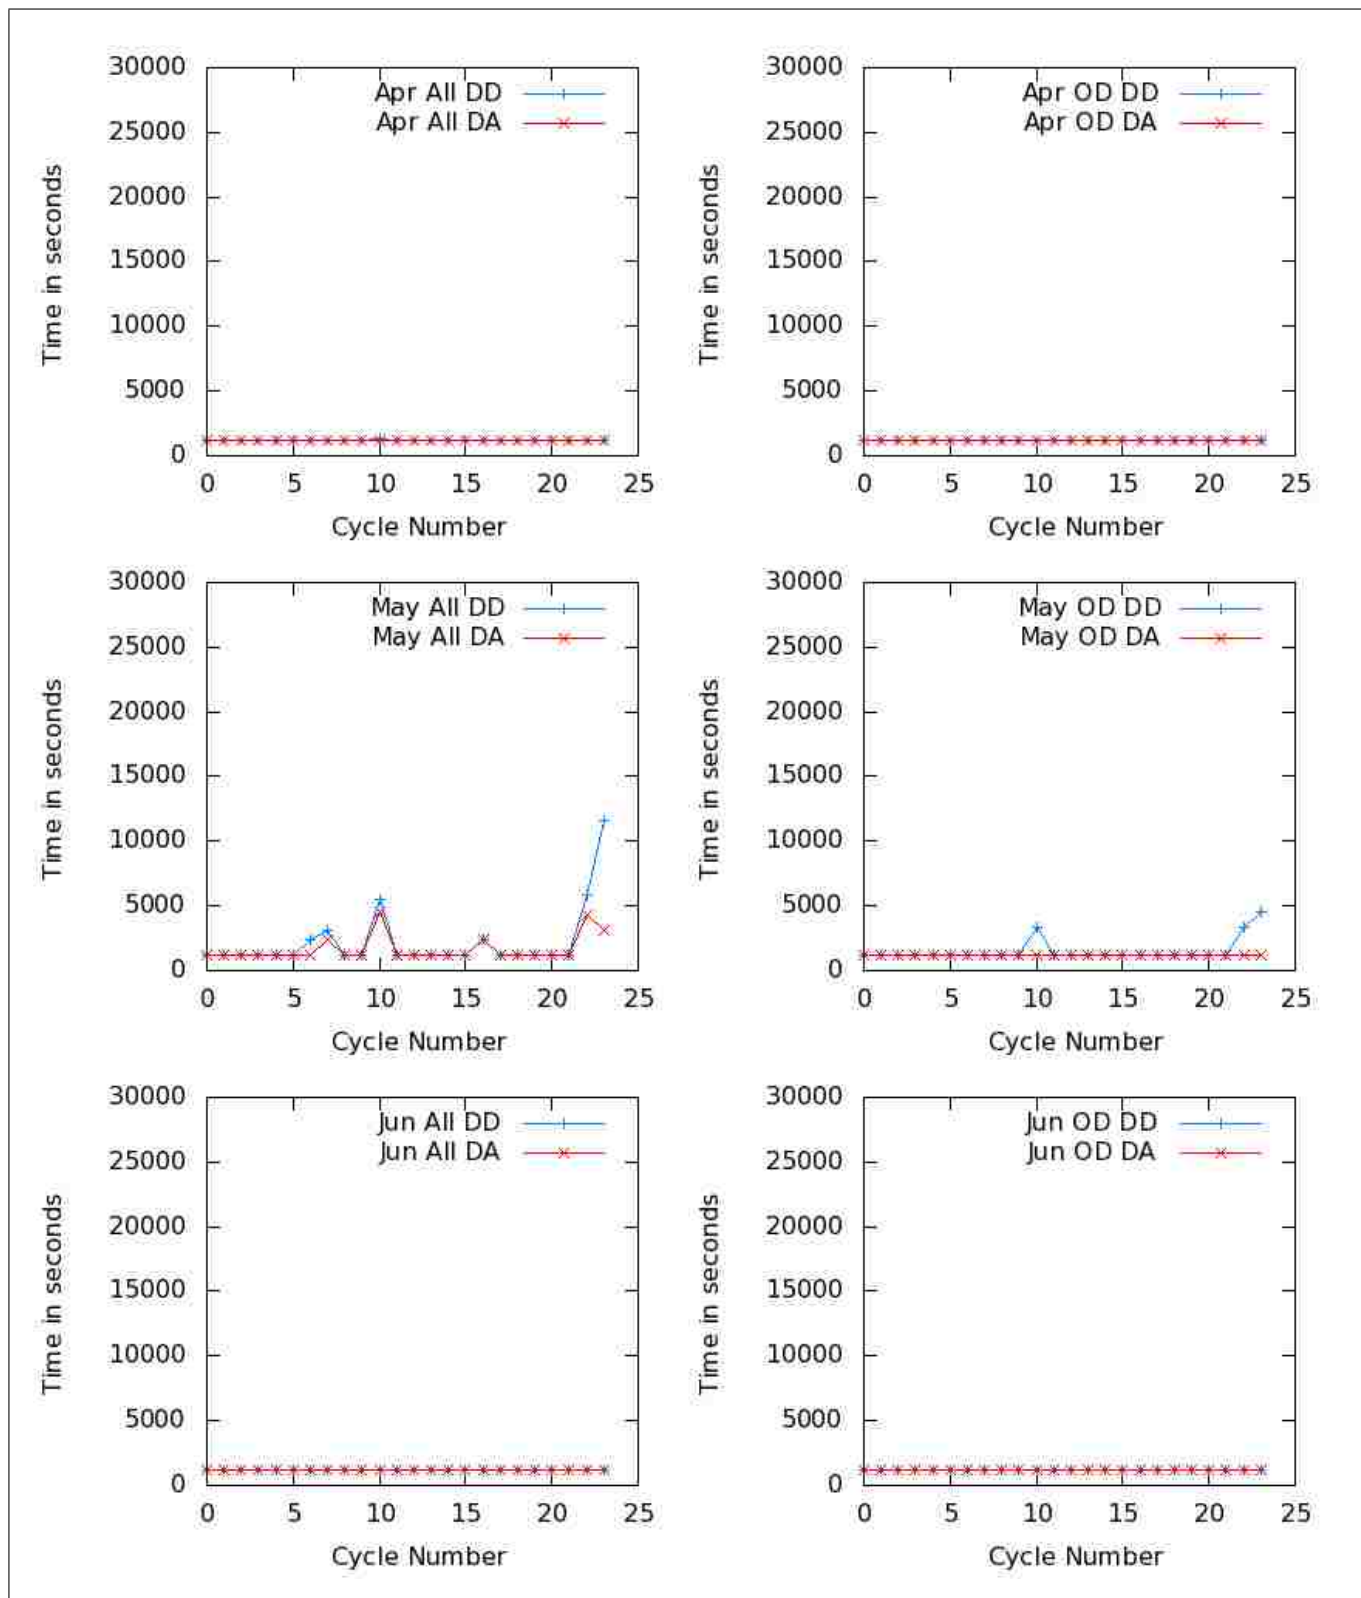 30000
Apr All DD
Apr All DA
25000
20000
15000
10000
5000
0
Time in seconds
0 5 10 15 20 25
Cycle Number
30000
Apr OD DD
Apr OD DA
25000
20000
15000
10000
5000
0
Time in seconds
0 5 10 15 20 25
Cycle Number
30000
May All DD
May All DA
25000
20000
15000
10000
5000
0
Time in seconds
0 5 10 15 20 25
Cycle Number
30000
May OD DD
May OD DA
25000
20000
15000
10000
5000
0
Time in seconds
0 5 10 15 20 25
Cycle Number
30000
Jun All DD
Jun All DA
25000
20000
15000
10000
5000
0
Time in seconds
0 5 10 15 20 25
Cycle Number
30000
Jun OD DD
Jun OD DA
25000
20000
15000
10000
5000
0
Time in seconds
0 5 10 15 20 25
Cycle Number